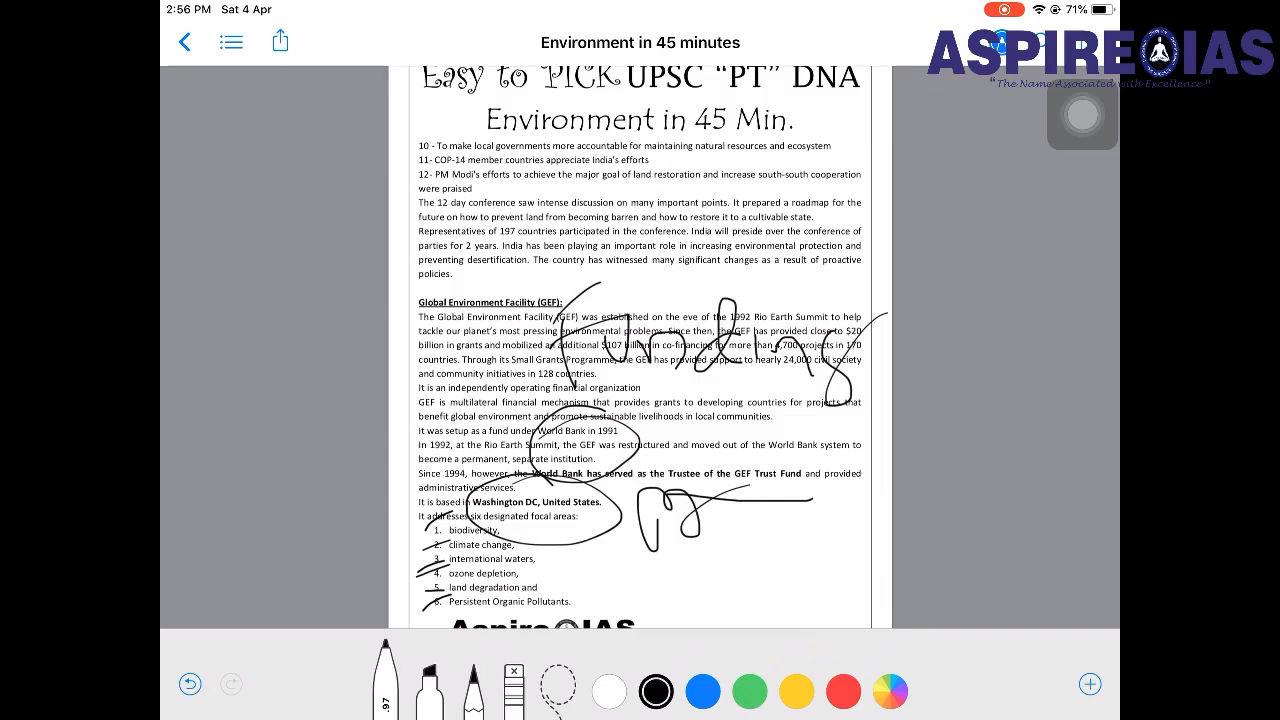 2:56 PM Sat 4 Apr
71%
Environment in 45 minutes
ASPIRE IAS
"The Name Associated with Excellence"
Easy to PICK UPSC “PT” DNA
Environment in 45 Min.
10 - To make local governments more accountable for maintaining natural resources and ecosystem
11- COP-14 member countries appreciate India's efforts
12- PM Modi's efforts to achieve the major goal of land restoration and increase south-south cooperation
were praised
The 12 day conference saw intense discussion on many important points. It prepared a roadmap for the
future on how to prevent land from becoming barren and how to restore it to a cultivable state.
Representatives of 197 countries participated in the conference. India will preside over the conference of
parties for 2 years. India has been playing an important role in increasing environmental protection and
preventing desertification. The country has witnessed many significant changes as a result of proactive
policies.
Global Environment Facility (GEF):
The Global Environment Facility (GEF) was established on the eve of the 1992 Rio Earth Summit to help
tackle our planet's most pressing environmental problems. Since then, the GEF has provided close to $20
billion in grants and mobilized an additional $107 billion in co-financing for more than 4,700 projects in 170
countries. Through its Small Grants Programme, the GEF has provided support to nearly 24,000 civil society
and community initiatives in 128 countries.
Funding
It is an independently operating financial organization
GEF is multilateral financial mechanism that provides grants to developing countries for projects that
benefit global environment and promote sustainable livelihoods in local communities.
It was setup as a fund under World Bank in 1991
In 1992, at the Rio Earth Summit, the GEF was restructured and moved out of the World Bank system to
become a permanent, separate institution.
Since 1994, however, the World Bank has served as the Trustee of the GEF Trust Fund and provided
administrative services.
It is based in Washington DC, United States.
It addresses six designated focal areas:
1. biodiversity,
2. climate change,
3. international waters,
4. ozone depletion,
5. land degradation and
6. Persistent Organic Pollutants.
Aspire IAS
.97